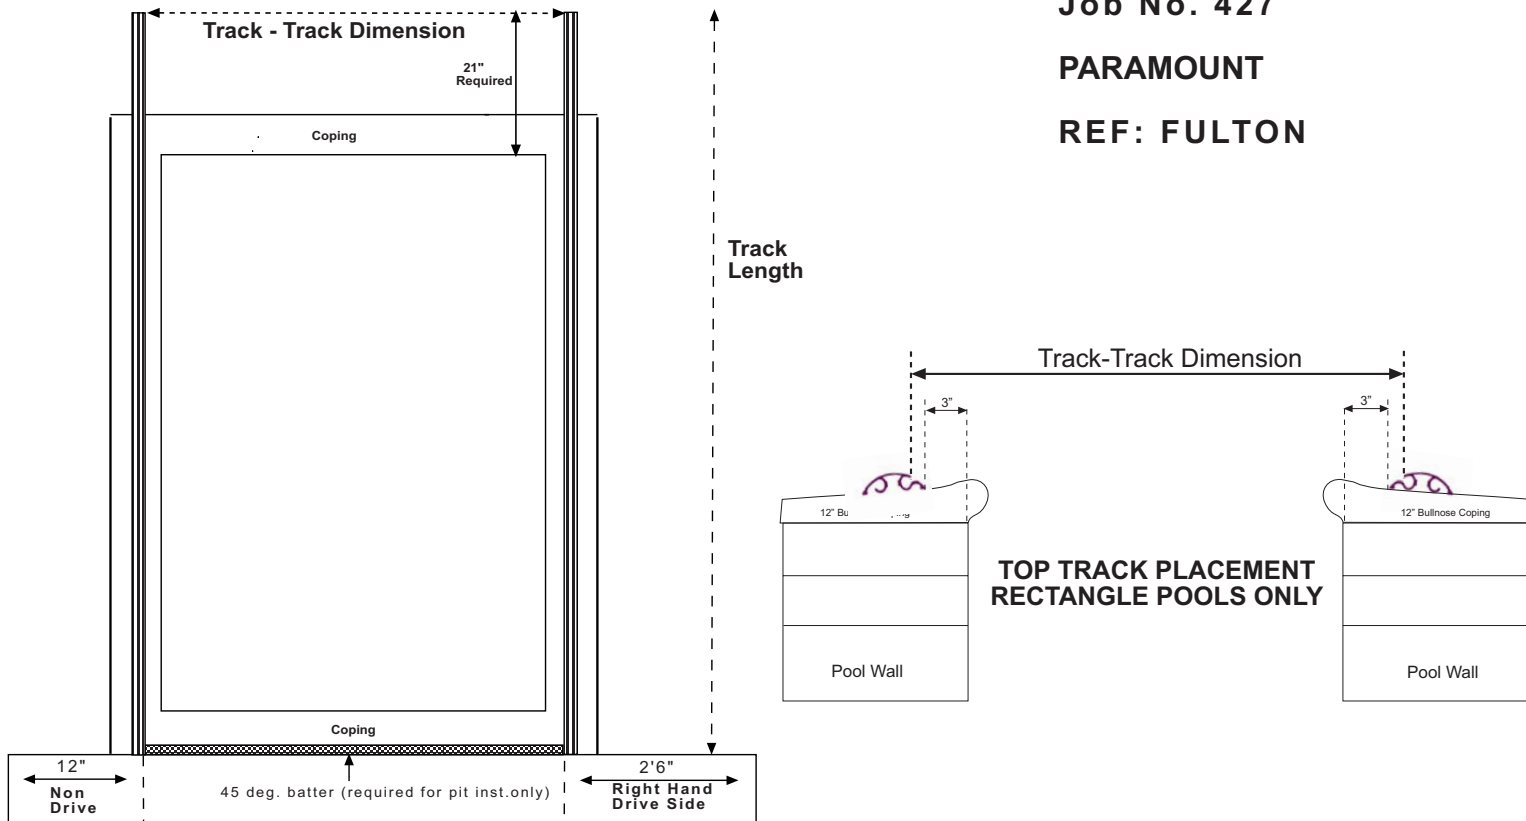 Job No. 427
PARAMOUNT
REF: FULTON
Track - Track Dimension
21"
Required
Coping
Track
Length
Coping
12"
Non
Drive
45 deg. batter (required for pit inst.only)
2'6"
Right Hand
Drive Side
Track-Track Dimension
3”
3”
12” Bu
12” Bullnose Coping
TOP TRACK PLACEMENT
RECTANGLE POOLS ONLY
Pool Wall
Pool Wall